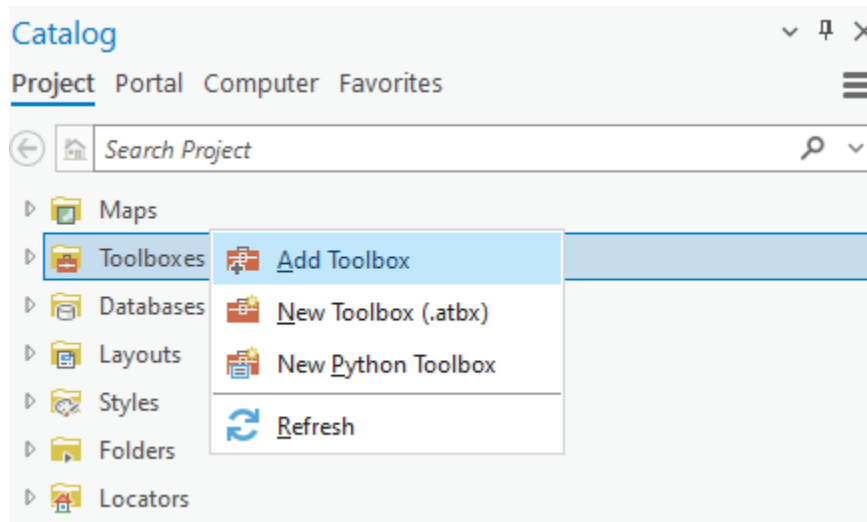 Catalog
Project Portal Computer Favorites
Search Project
Maps
Toolboxes
Add Toolbox
New Toolbox (.atbx)
New Python Toolbox
Refresh
Databases
Layouts
Styles
Folders
Locators